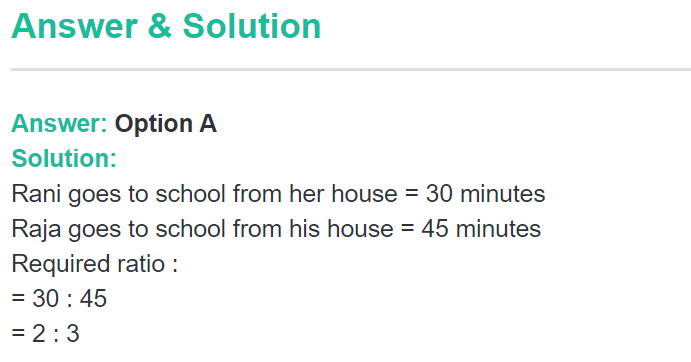 Answer & Solution
Answer: Option A
Solution:
Rani goes to school from her house = 30 minutes
Raja goes to school from his house = 45 minutes
Required ratio :
= 30 : 45
= 2 : 3